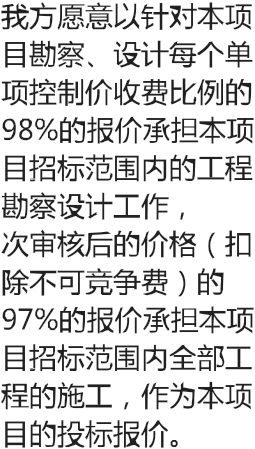 我方愿意以针对本项
目勘察、设计每个单
项控制价收费比例的
98%的报价承担本项
目招标范围内的工程
勘察设计工作，
次审核后的价格（扣
除不可竞争费）的
97%的报价承担本项
目招标范围内全部工
程的施工，作为本项
目的投标报价。